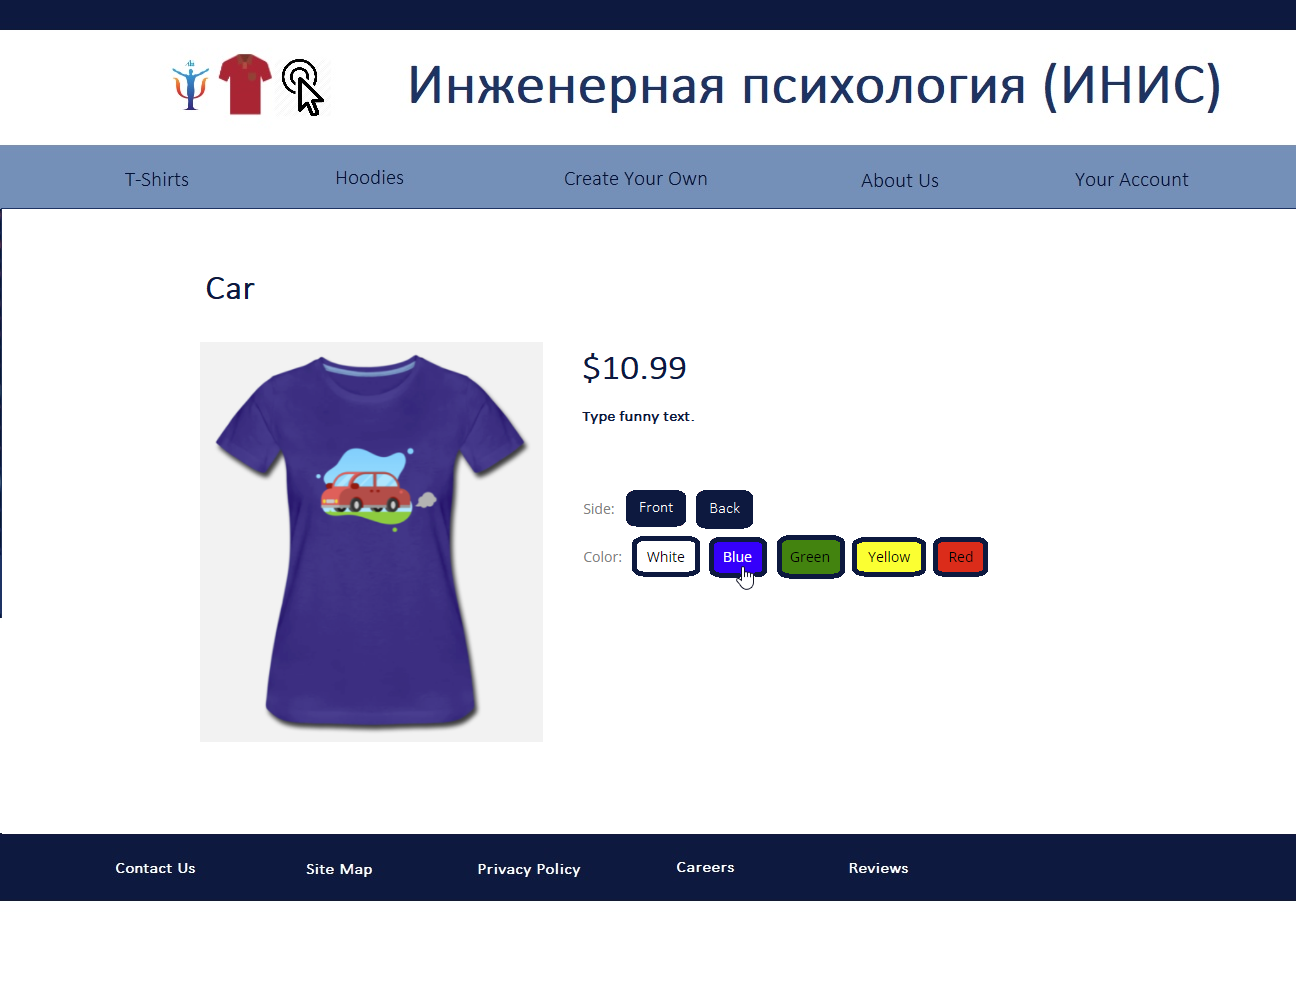 Инженерная психология (ИНИС)
T-Shirts Hoodies Create Your Own About Us Your Account
Car
$10.99
Type funny text.
Side: Front Back
Color: White Blue Green Yellow Red
Contact Us Site Map Privacy Policy Careers Reviews